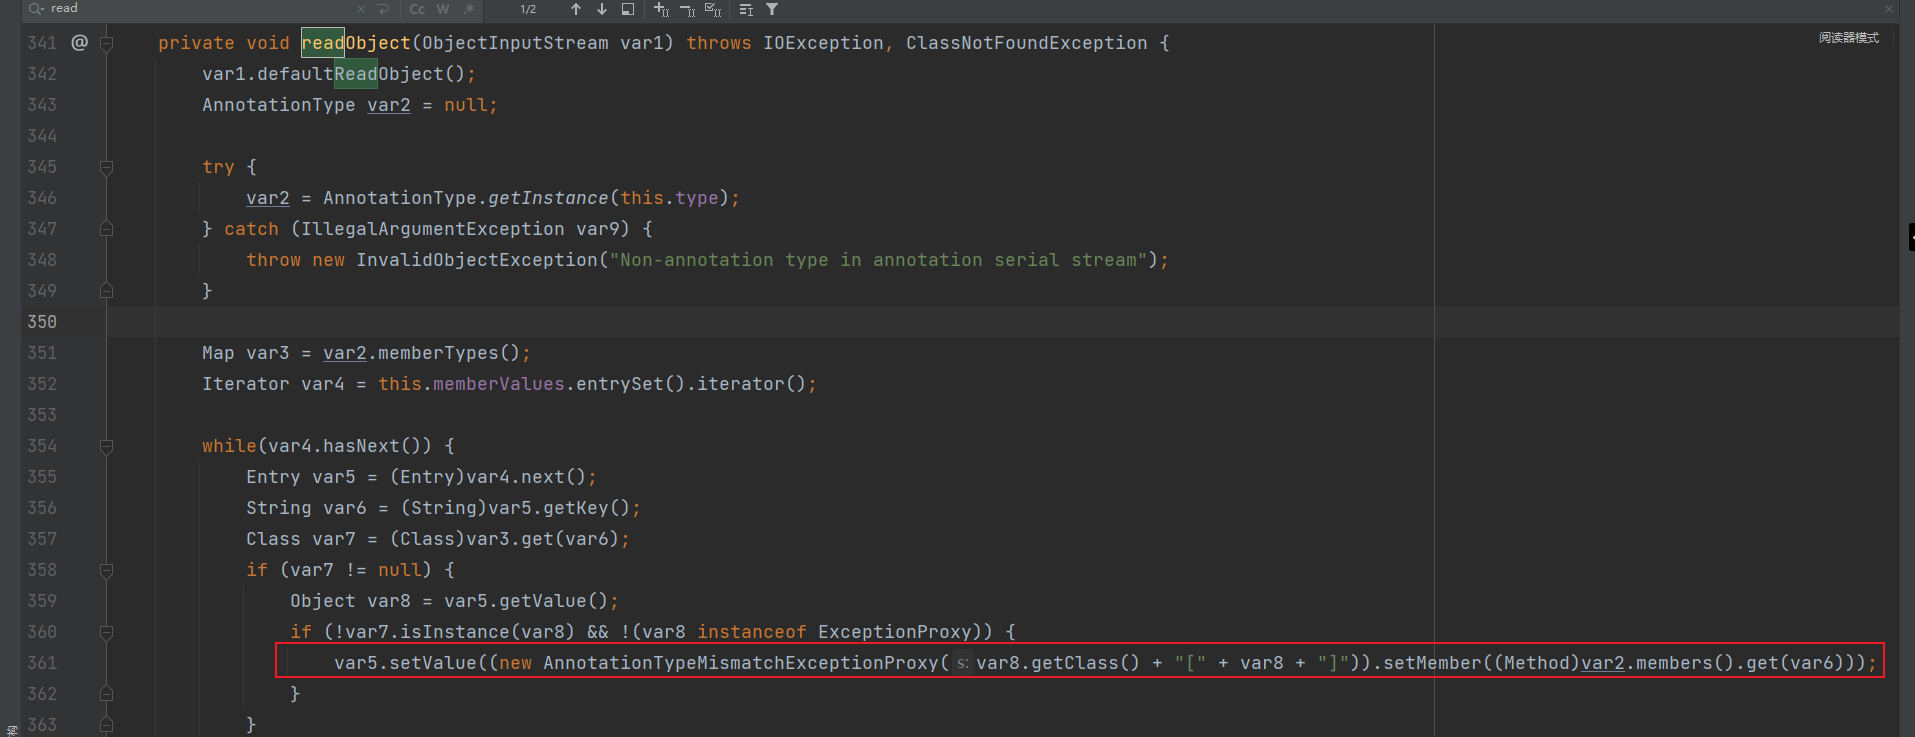 read Cc W .* 1/2
阅读器模式
341 @ private void readObject(ObjectInputStream var1) throws IOException, ClassNotFoundException {
342 var1.defaultReadObject();
343 AnnotationType var2 = null;
344
345 try {
346 var2 = AnnotationType.getInstance(this.type);
347 } catch (IllegalArgumentException var9) {
348 throw new InvalidObjectException("Non-annotation type in annotation serial stream");
349 }
350
351 Map var3 = var2.memberTypes();
352 Iterator var4 = this.memberValues.entrySet().iterator();
353
354 while(var4.hasNext()) {
355 Entry var5 = (Entry)var4.next();
356 String var6 = (String)var5.getKey();
357 Class var7 = (Class)var3.get(var6);
358 if (var7 != null) {
359 Object var8 = var5.getValue();
360 if (!var7.isInstance(var8) && !(var8 instanceof ExceptionProxy)) {
361 var5.setValue((new AnnotationTypeMismatchExceptionProxy( s: var8.getClass() + "[" + var8 + "]")).setMember((Method)var2.members().get(var6)));
362 }
363 }